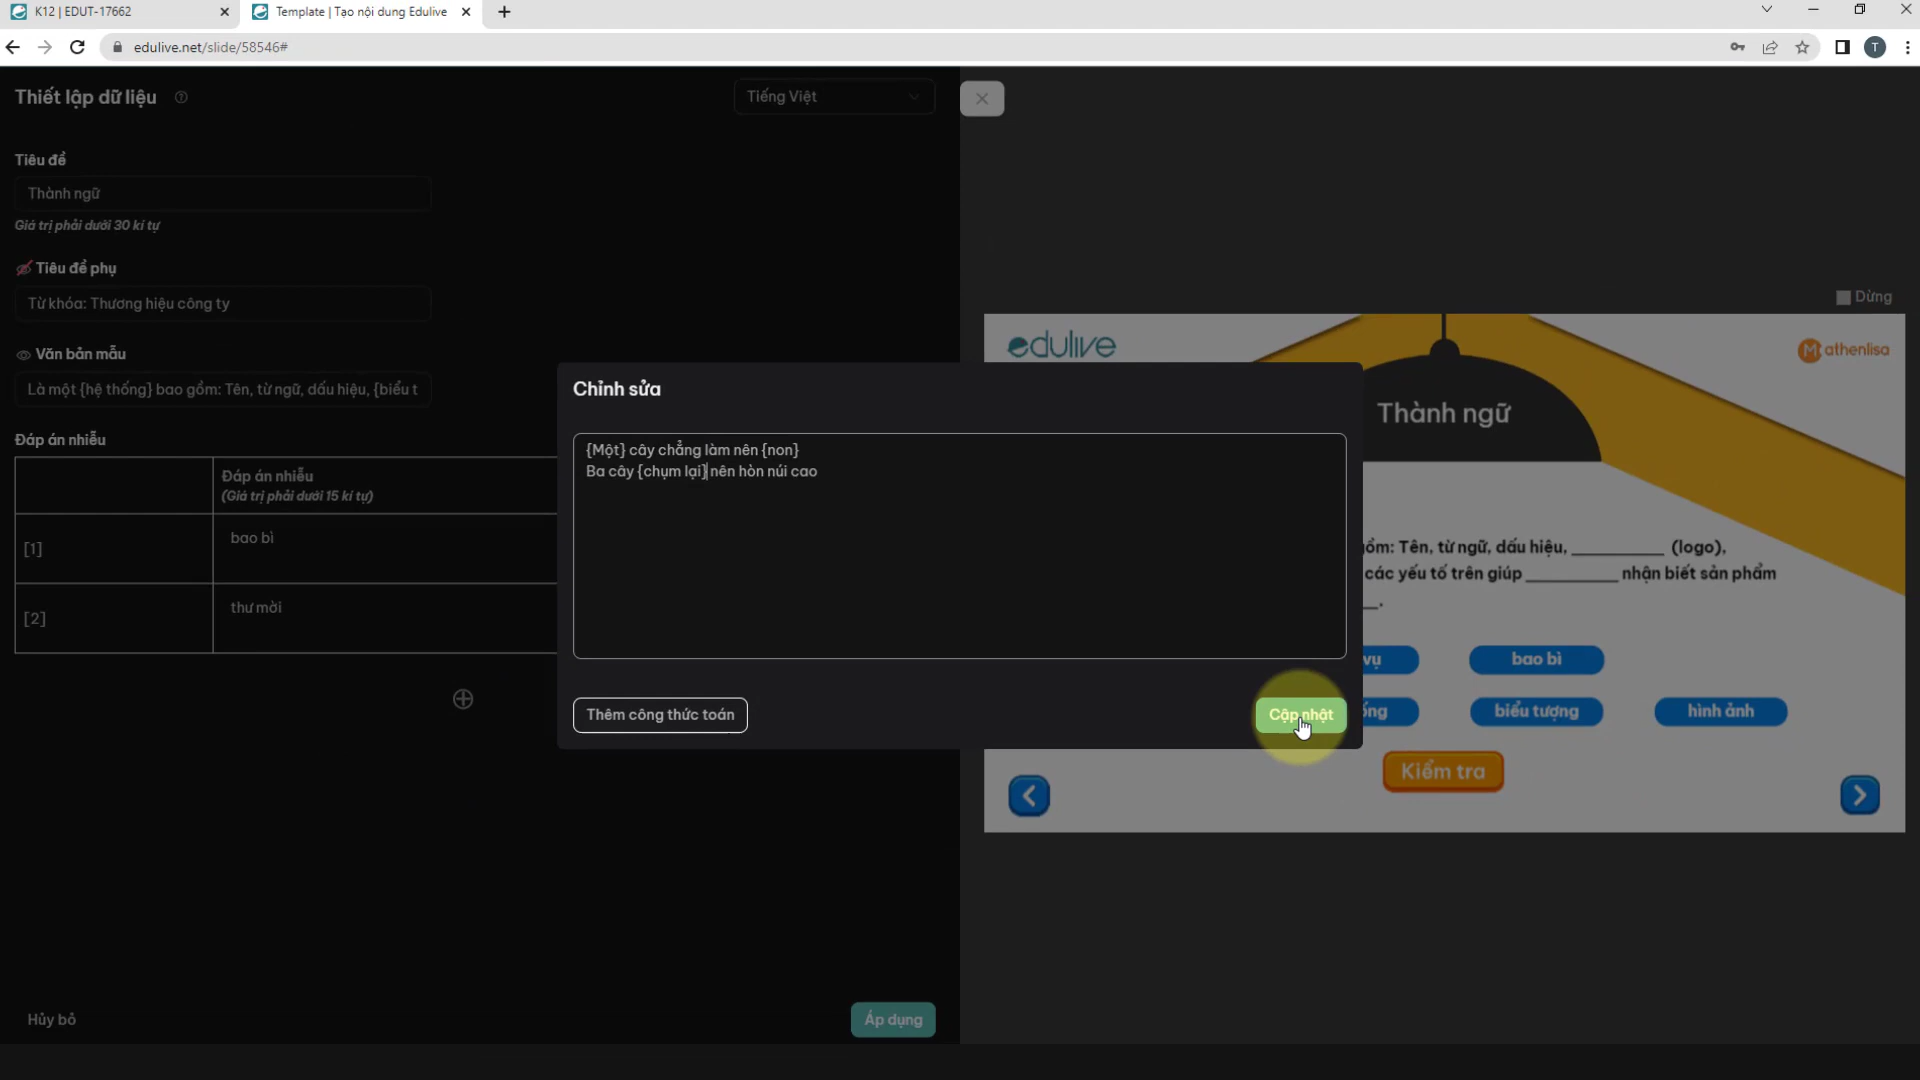 K12 | EDUT-17662
Template | Tạo nội dung Edulive
edulive.net/slide/58546#
T
Thiết lập dữ liệu
Tiếng Việt
Tiêu đề
Thành ngữ
Giá trị phải dưới 30 kí tự
Tiêu đề phụ
Từ khóa: Thương hiệu công ty
Văn bản mẫu
Là một {hệ thống} bao gồm: Tên, từ ngữ, dấu hiệu, {biểu t
Đáp án nhiễu
Đáp án nhiễu
(Giá trị phải dưới 15 kí tự)
[1]
bao bì
[2]
thư mời
Hủy bỏ
Áp dụng
Chỉnh sửa
{Một} cây chẳng làm nên {non}
Ba cây {chụm lại} nên hòn núi cao
Thêm công thức toán
Cập nhật
Dừng
edulive
Mathenlisa
Thành ngữ
ồm: Tên, từ ngữ, dấu hiệu, ___________ (logo),
các yếu tố trên giúp ___________ nhận biết sản phẩm
__.
vụ
bao bì
ống
biểu tượng
hình ảnh
Kiểm tra